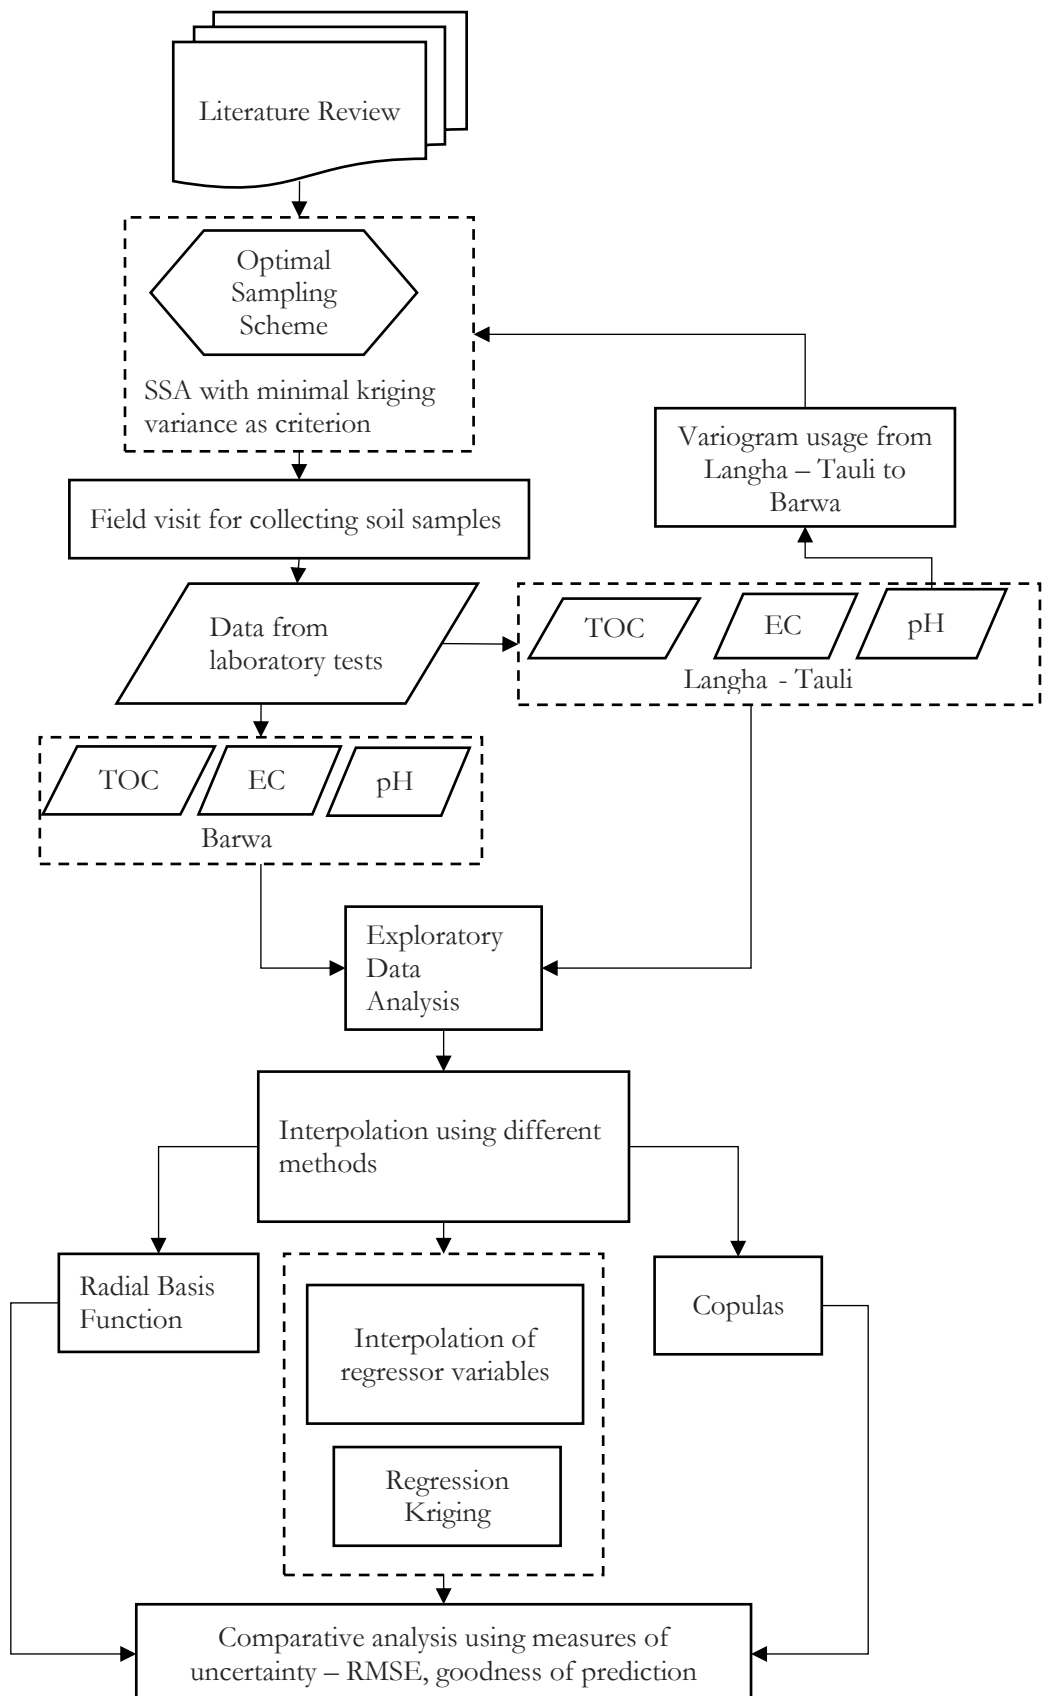 Literature Review
Optimal
Sampling
Scheme
SSA with minimal kriging
variance as criterion
Variogram usage from
Langha – Tauli to
Barwa
Field visit for collecting soil samples
Data from
laboratory tests
TOC
EC
pH
Langha - Tauli
TOC
EC
pH
Barwa
Exploratory
Data
Analysis
Interpolation using different
methods
Radial Basis
Function
Interpolation of
regressor variables
Regression
Kriging
Copulas
Comparative analysis using measures of
uncertainty – RMSE, goodness of prediction